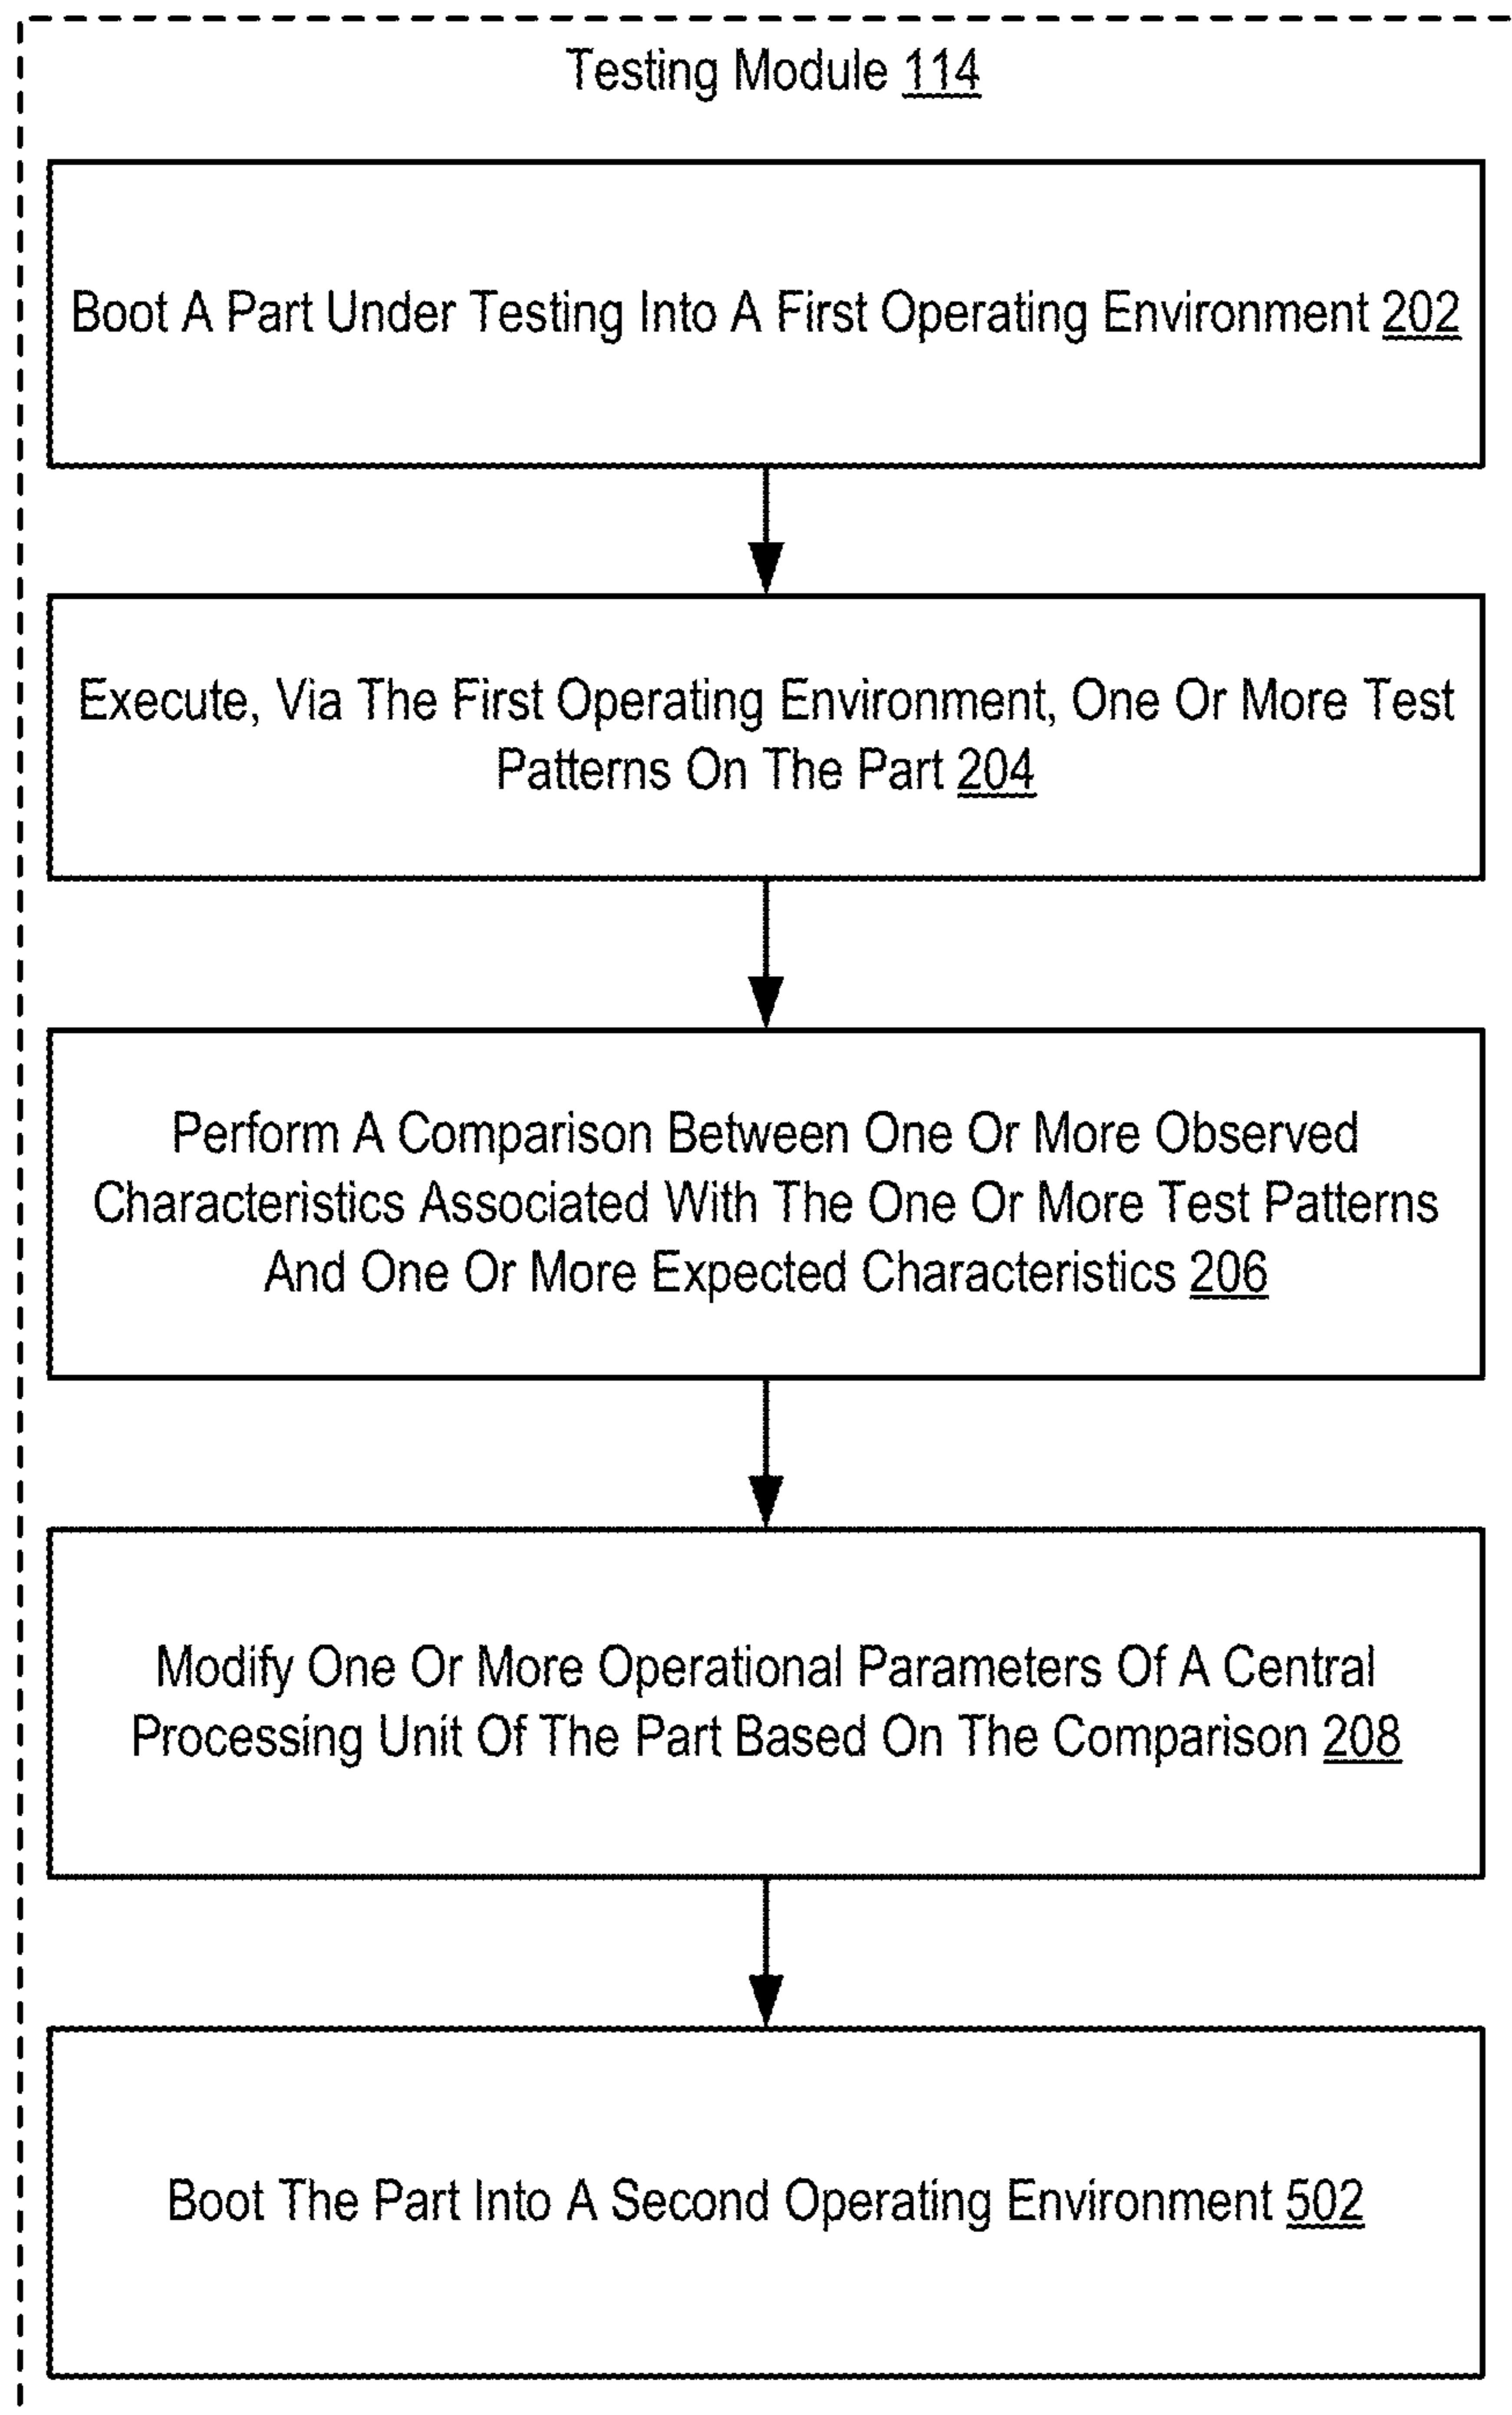 Testing Module 114
Boot A Part Under Testing Into A First Operating Environment 202
Execute, Via The First Operating Environment, One Or More Test
Patterns On The Part 204
Perform A Comparison Between One Or More Observed
Characteristics Associated With The One Or More Test Patterns
And One Or More Expected Characteristics 206
Modify One Or More Operational Parameters Of A Central
Processing Unit Of The Part Based On The Comparison 208
Boot The Part Into A Second Operating Environment 502